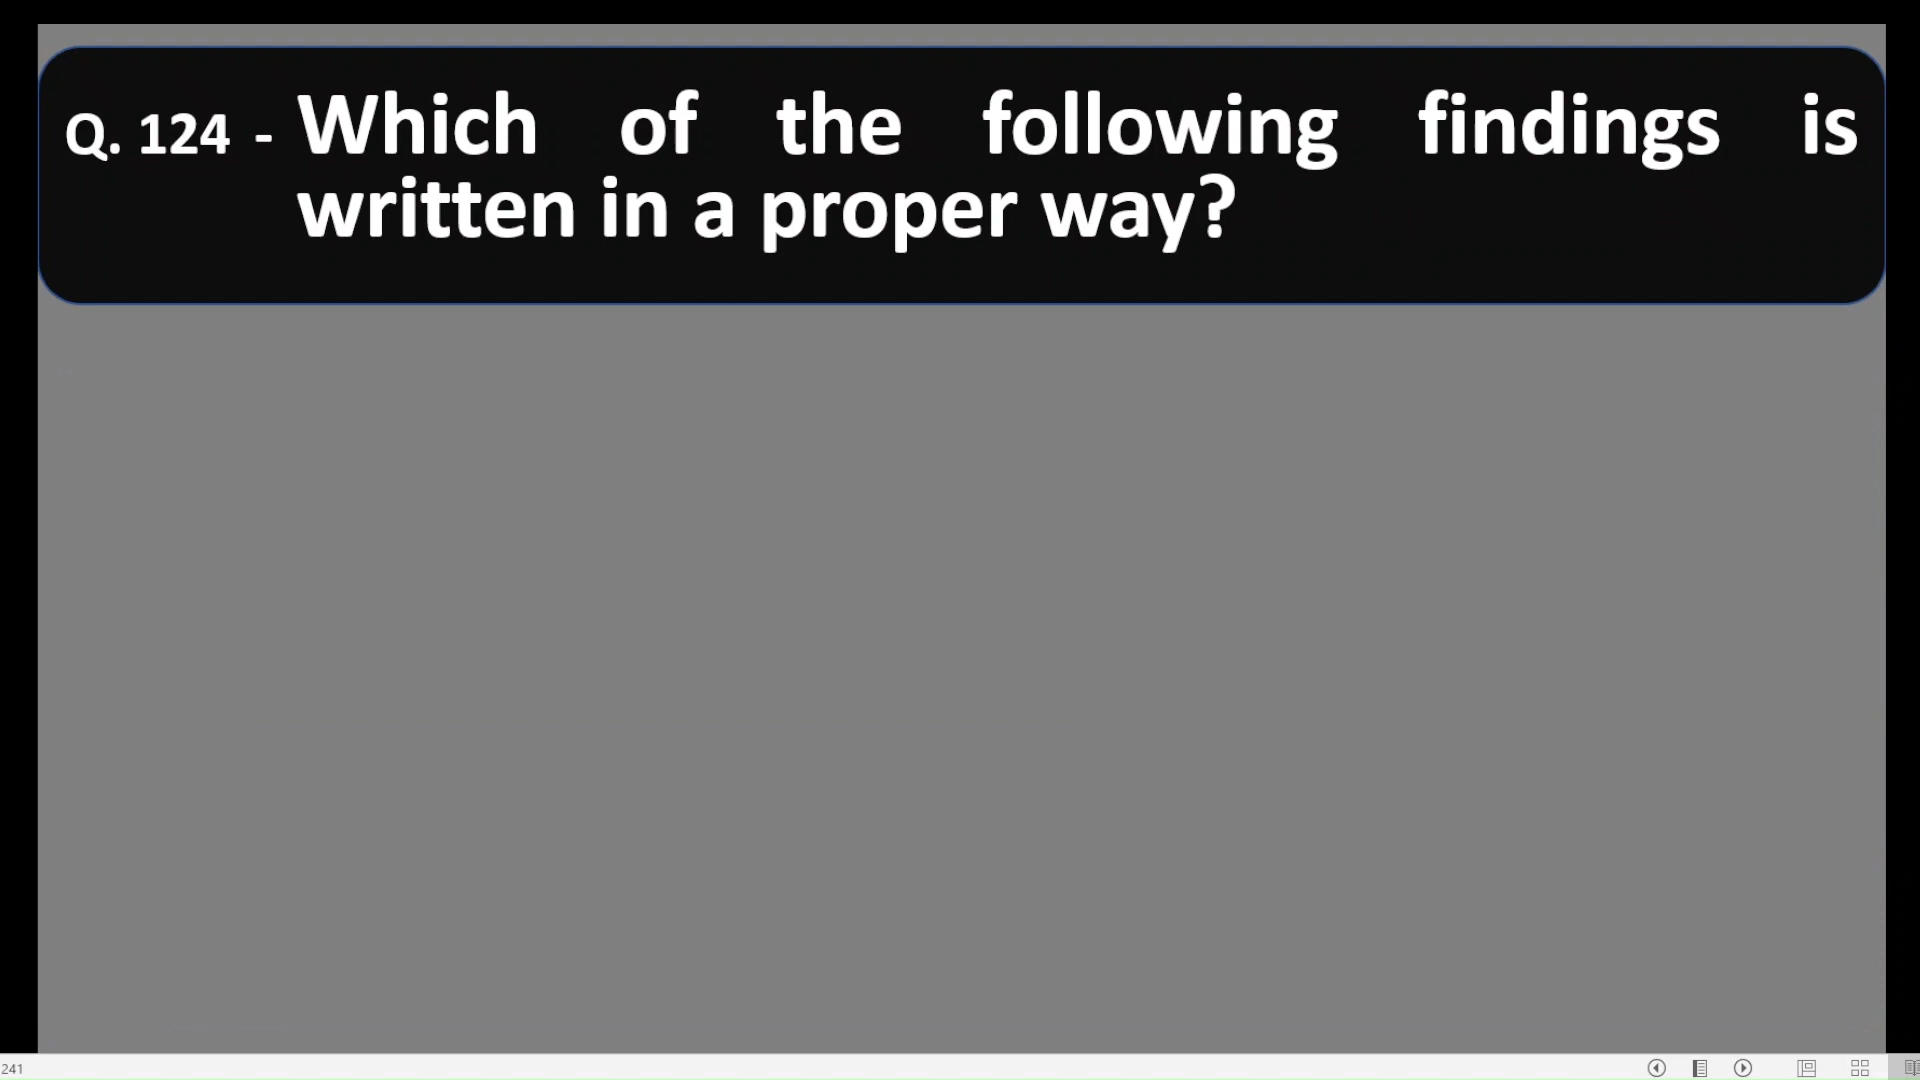 Q. 124 - Which of the following findings is
written in a proper way?
241